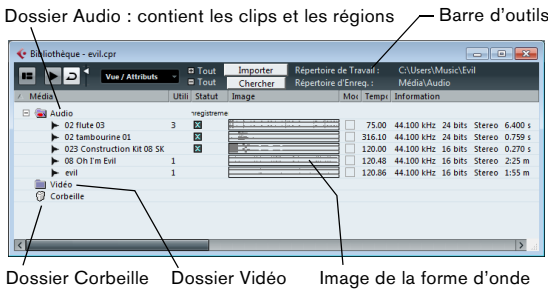 Dossier Audio : contient les clips et les régions
Barre d'outils
Bibliothèque - evil.cpr
Vue / Attributs
Tout
Importer
Répertoire de Travail :
C:\Users\Music\Evil
Tout
Chercher
Répertoire d'Enreg. :
Média\Audio
Média Utili Statut Image Mo Temp Information
Audio
nregistreme
02 flute 03 3 X 75.00 44.100 kHz 24 bits Stereo 6.400 s
02 tambourine 01 X 316.10 44.100 kHz 24 bits Stereo 0.759 s
023 Construction Kit 08 SK X 120.00 44.100 kHz 16 bits Stereo 0.270 s
08 Oh I'm Evil 1 120.48 44.100 kHz 16 bits Stereo 2:25 m
evil 1 120.86 44.100 kHz 16 bits Stereo 1:55 m
Vidéo
Corbeille
Dossier Corbeille
Dossier Vidéo
Image de la forme d'onde